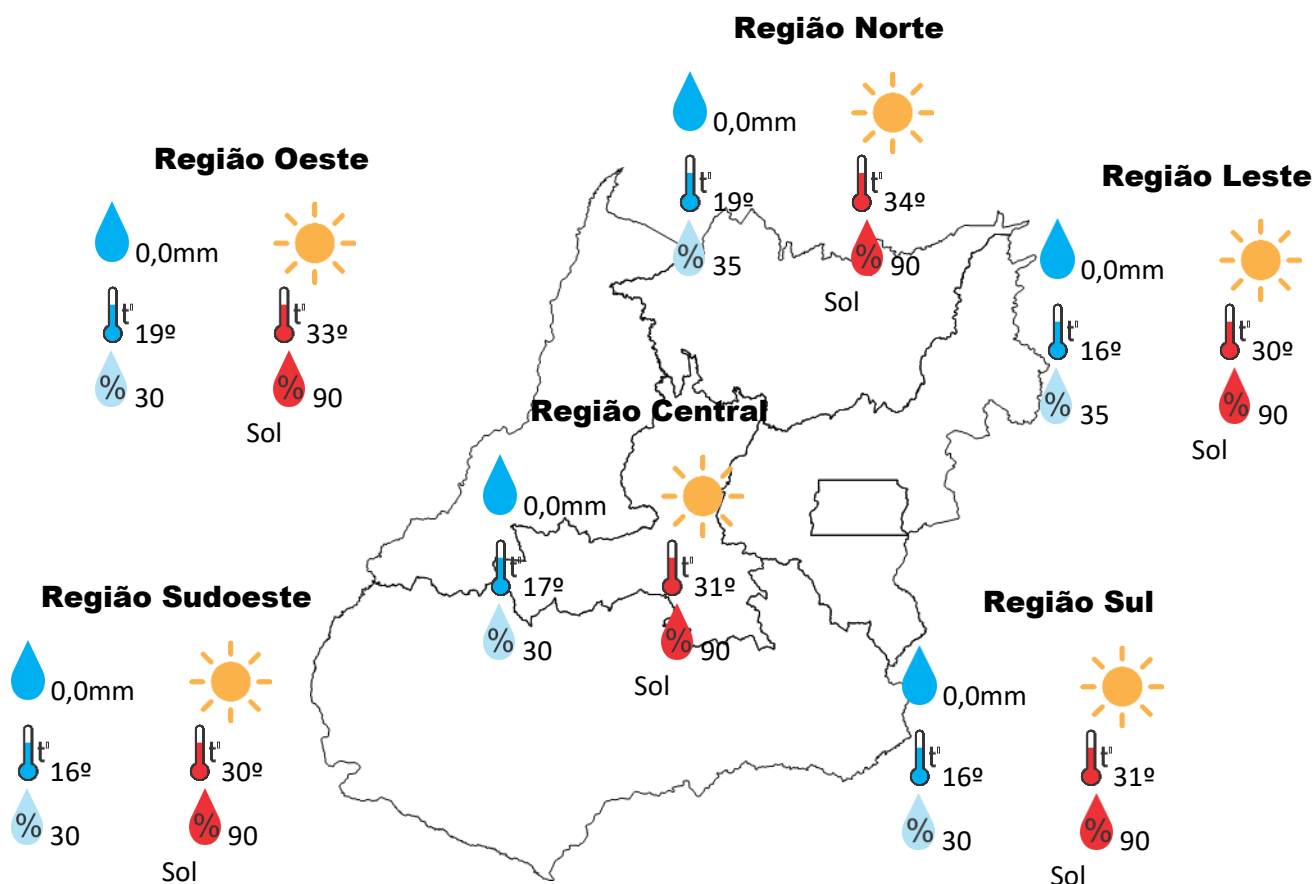 Região Norte
0,0mm
t° 19º
t° 34º
% 35
% 90
Sol
Região Oeste
0,0mm
t° 19º
t° 33º
% 30
% 90
Sol
Região Leste
0,0mm
t° 16º
t° 30º
% 35
% 90
Sol
Região Central
0,0mm
t° 17º
t° 31º
% 30
% 90
Sol
Região Sudoeste
0,0mm
t° 16º
t° 30º
% 30
% 90
Sol
Região Sul
0,0mm
t° 16º
t° 31º
% 30
% 90
Sol